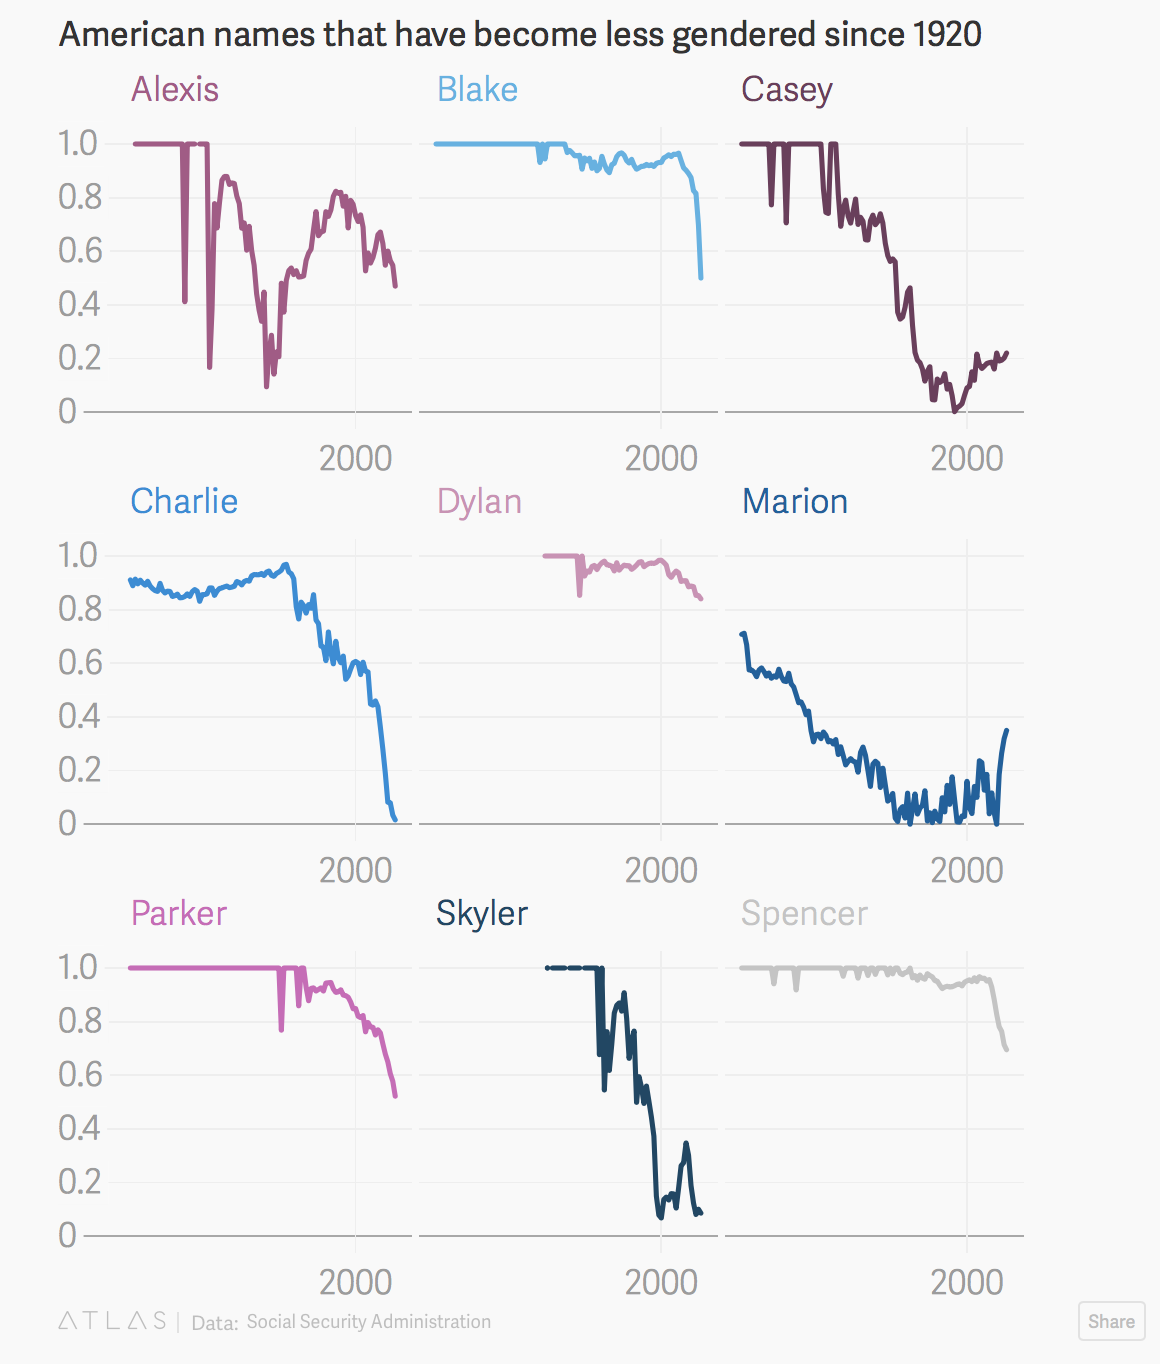 American names that have become less gendered since 1920
Alexis Blake Casey
1.0
0.8
0.6
0.4
0.2
0
2000 2000 2000
Charlie Dylan Marion
1.0
0.8
0.6
0.4
0.2
0
2000 2000 2000
Parker Skyler Spencer
1.0
0.8
0.6
0.4
0.2
0
2000 2000 2000
ATLAS | Data: Social Security Administration Share